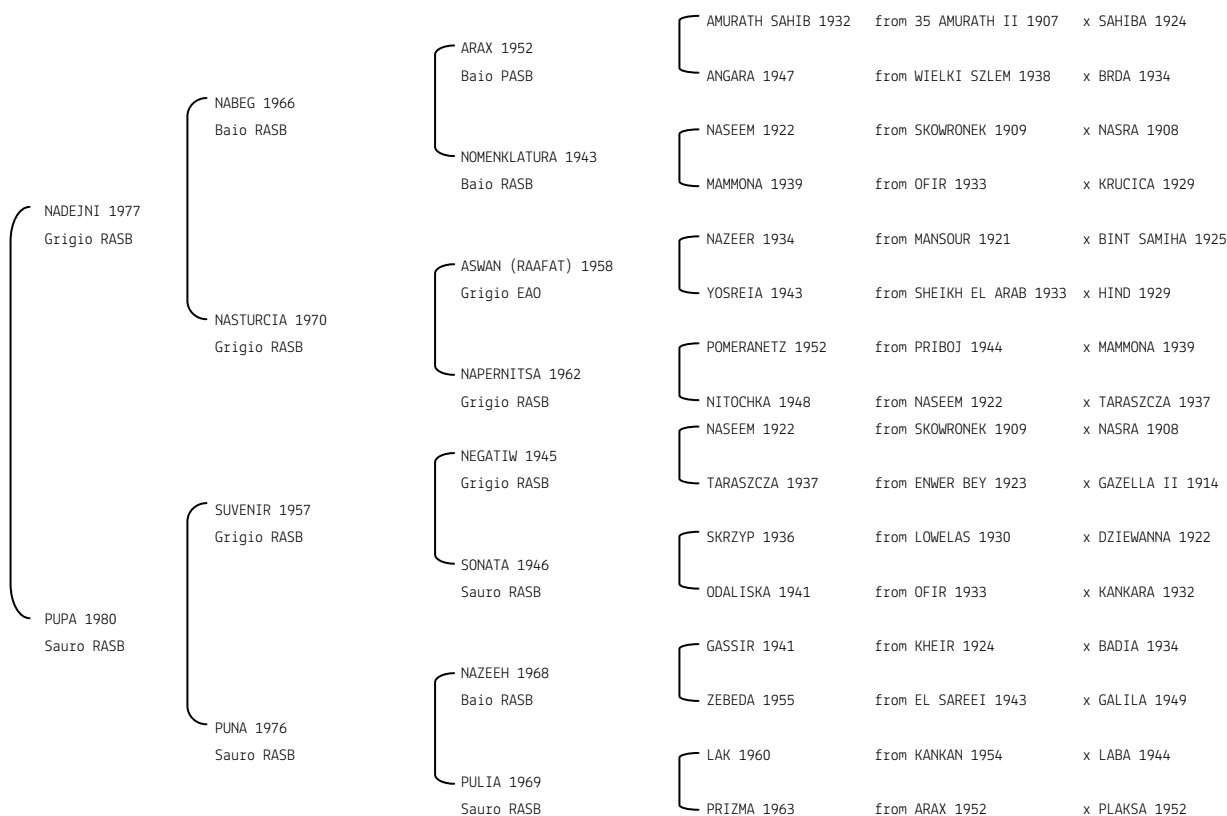 AMURATH SAHIB 1932 from 35 AMURATH II 1907 x SAHIBA 1924
ARAX 1952
Baio PASB
ANGARA 1947 from WIELKI SZLEM 1938 x BRDA 1934
NABEG 1966
Baio RASB
NASEEM 1922 from SKOWRONEK 1909 x NASRA 1908
NOMENKLATURA 1943
Baio RASB
MAMMONA 1939 from OFIR 1933 x KRUCICA 1929
NADEJNI 1977
Grigio RASB
NAZEER 1934 from MANSOUR 1921 x BINT SAMIHA 1925
ASWAN (RAAFAT) 1958
Grigio EAO
YOSREIA 1943 from SHEIKH EL ARAB 1933 x HIND 1929
NASTURCIA 1970
Grigio RASB
POMERANETZ 1952 from PRIBOJ 1944 x MAMMONA 1939
NAPERNITSA 1962
Grigio RASB
NITOCHKA 1948 from NASEEM 1922 x TARASZCZA 1937
NASEEM 1922 from SKOWRONEK 1909 x NASRA 1908
NEGATIW 1945
Grigio RASB
TARASZCZA 1937 from ENWER BEY 1923 x GAZELLA II 1914
SUVENIR 1957
Grigio RASB
SKRZYP 1936 from LOWELAS 1930 x DZIEWANNA 1922
SONATA 1946
Sauro RASB
ODALISKA 1941 from OFIR 1933 x KANKARA 1932
PUPA 1980
Sauro RASB
GASSIR 1941 from KHEIR 1924 x BADIA 1934
NAZEEH 1968
Baio RASB
ZEBEDA 1955 from EL SAREEI 1943 x GALILA 1949
PUNA 1976
Sauro RASB
LAK 1960 from KANKAN 1954 x LABA 1944
PULIA 1969
Sauro RASB
PRIZMA 1963 from ARAX 1952 x PLAKSA 1952